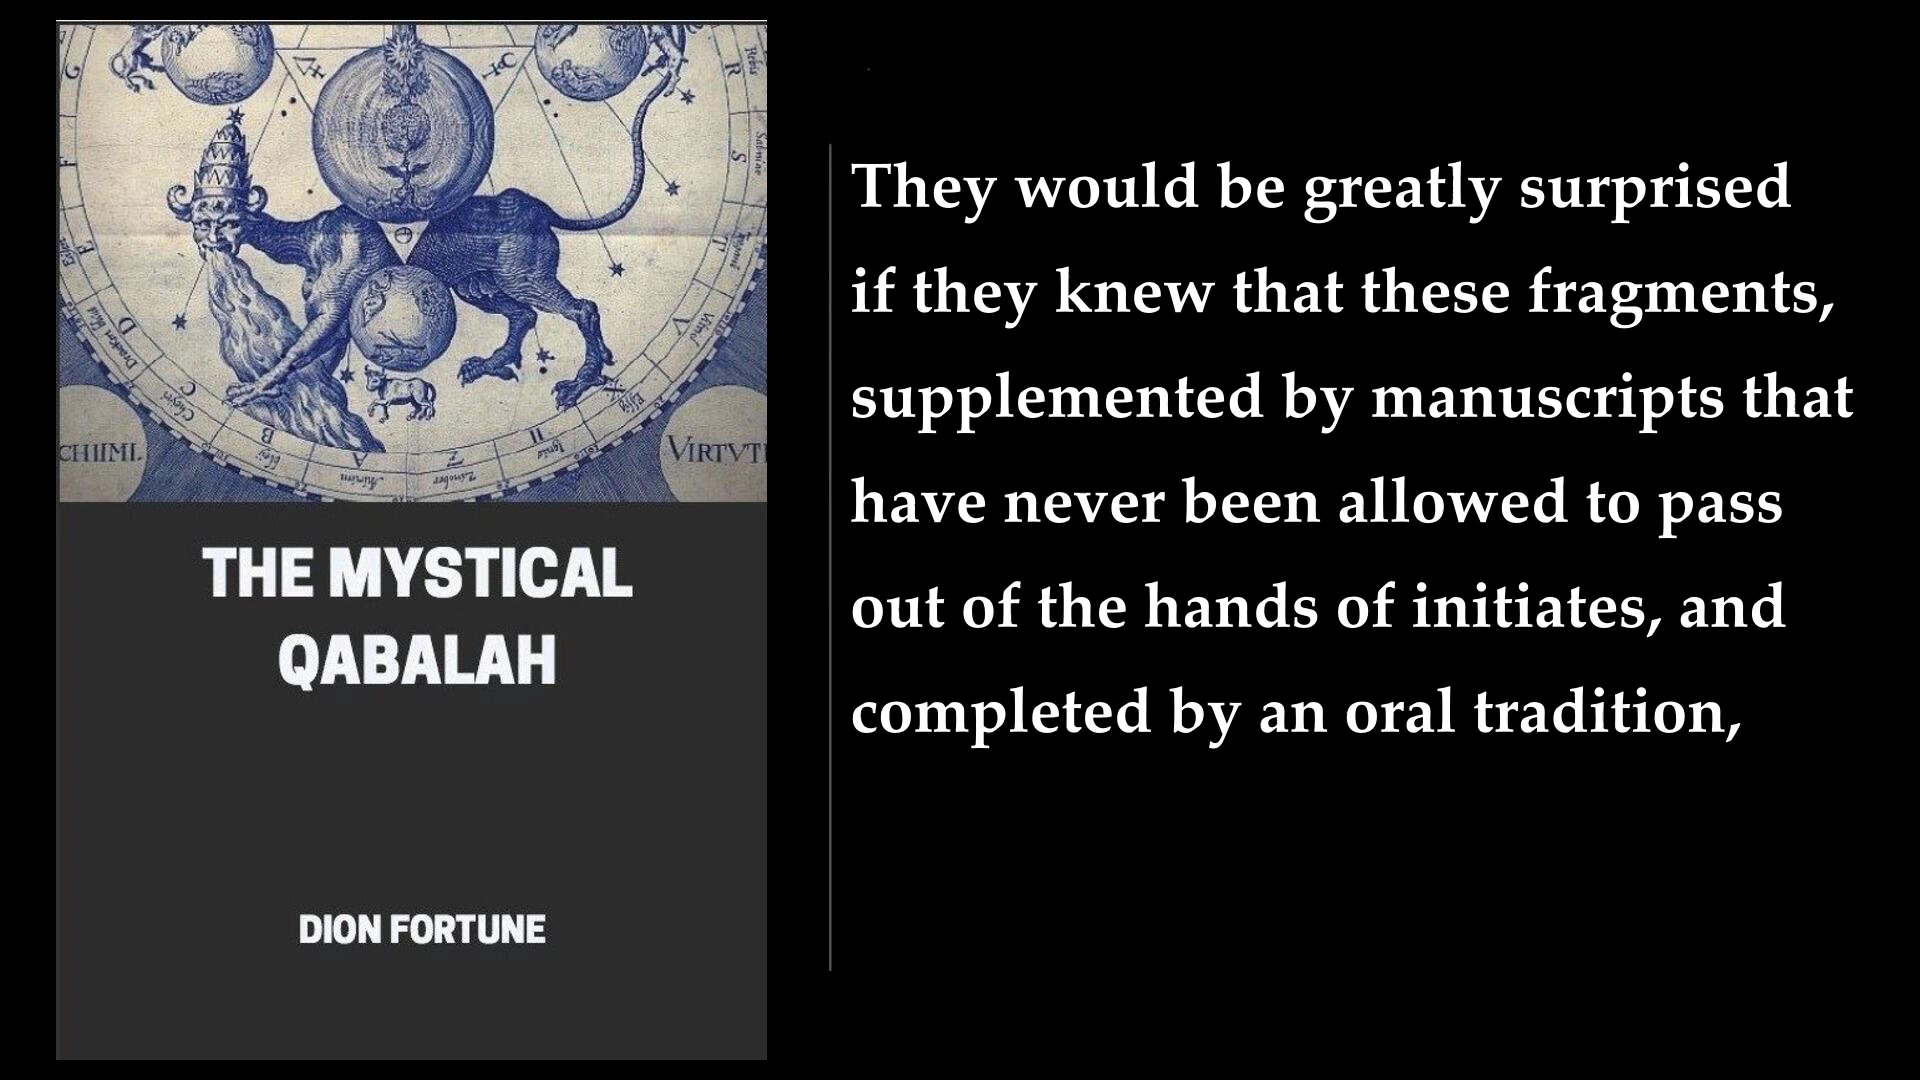 THE MYSTICAL
QABALAH
DION FORTUNE
CHIMI.
VIRTVTI
They would be greatly surprised
if they knew that these fragments,
supplemented by manuscripts that
have never been allowed to pass
out of the hands of initiates, and
completed by an oral tradition,